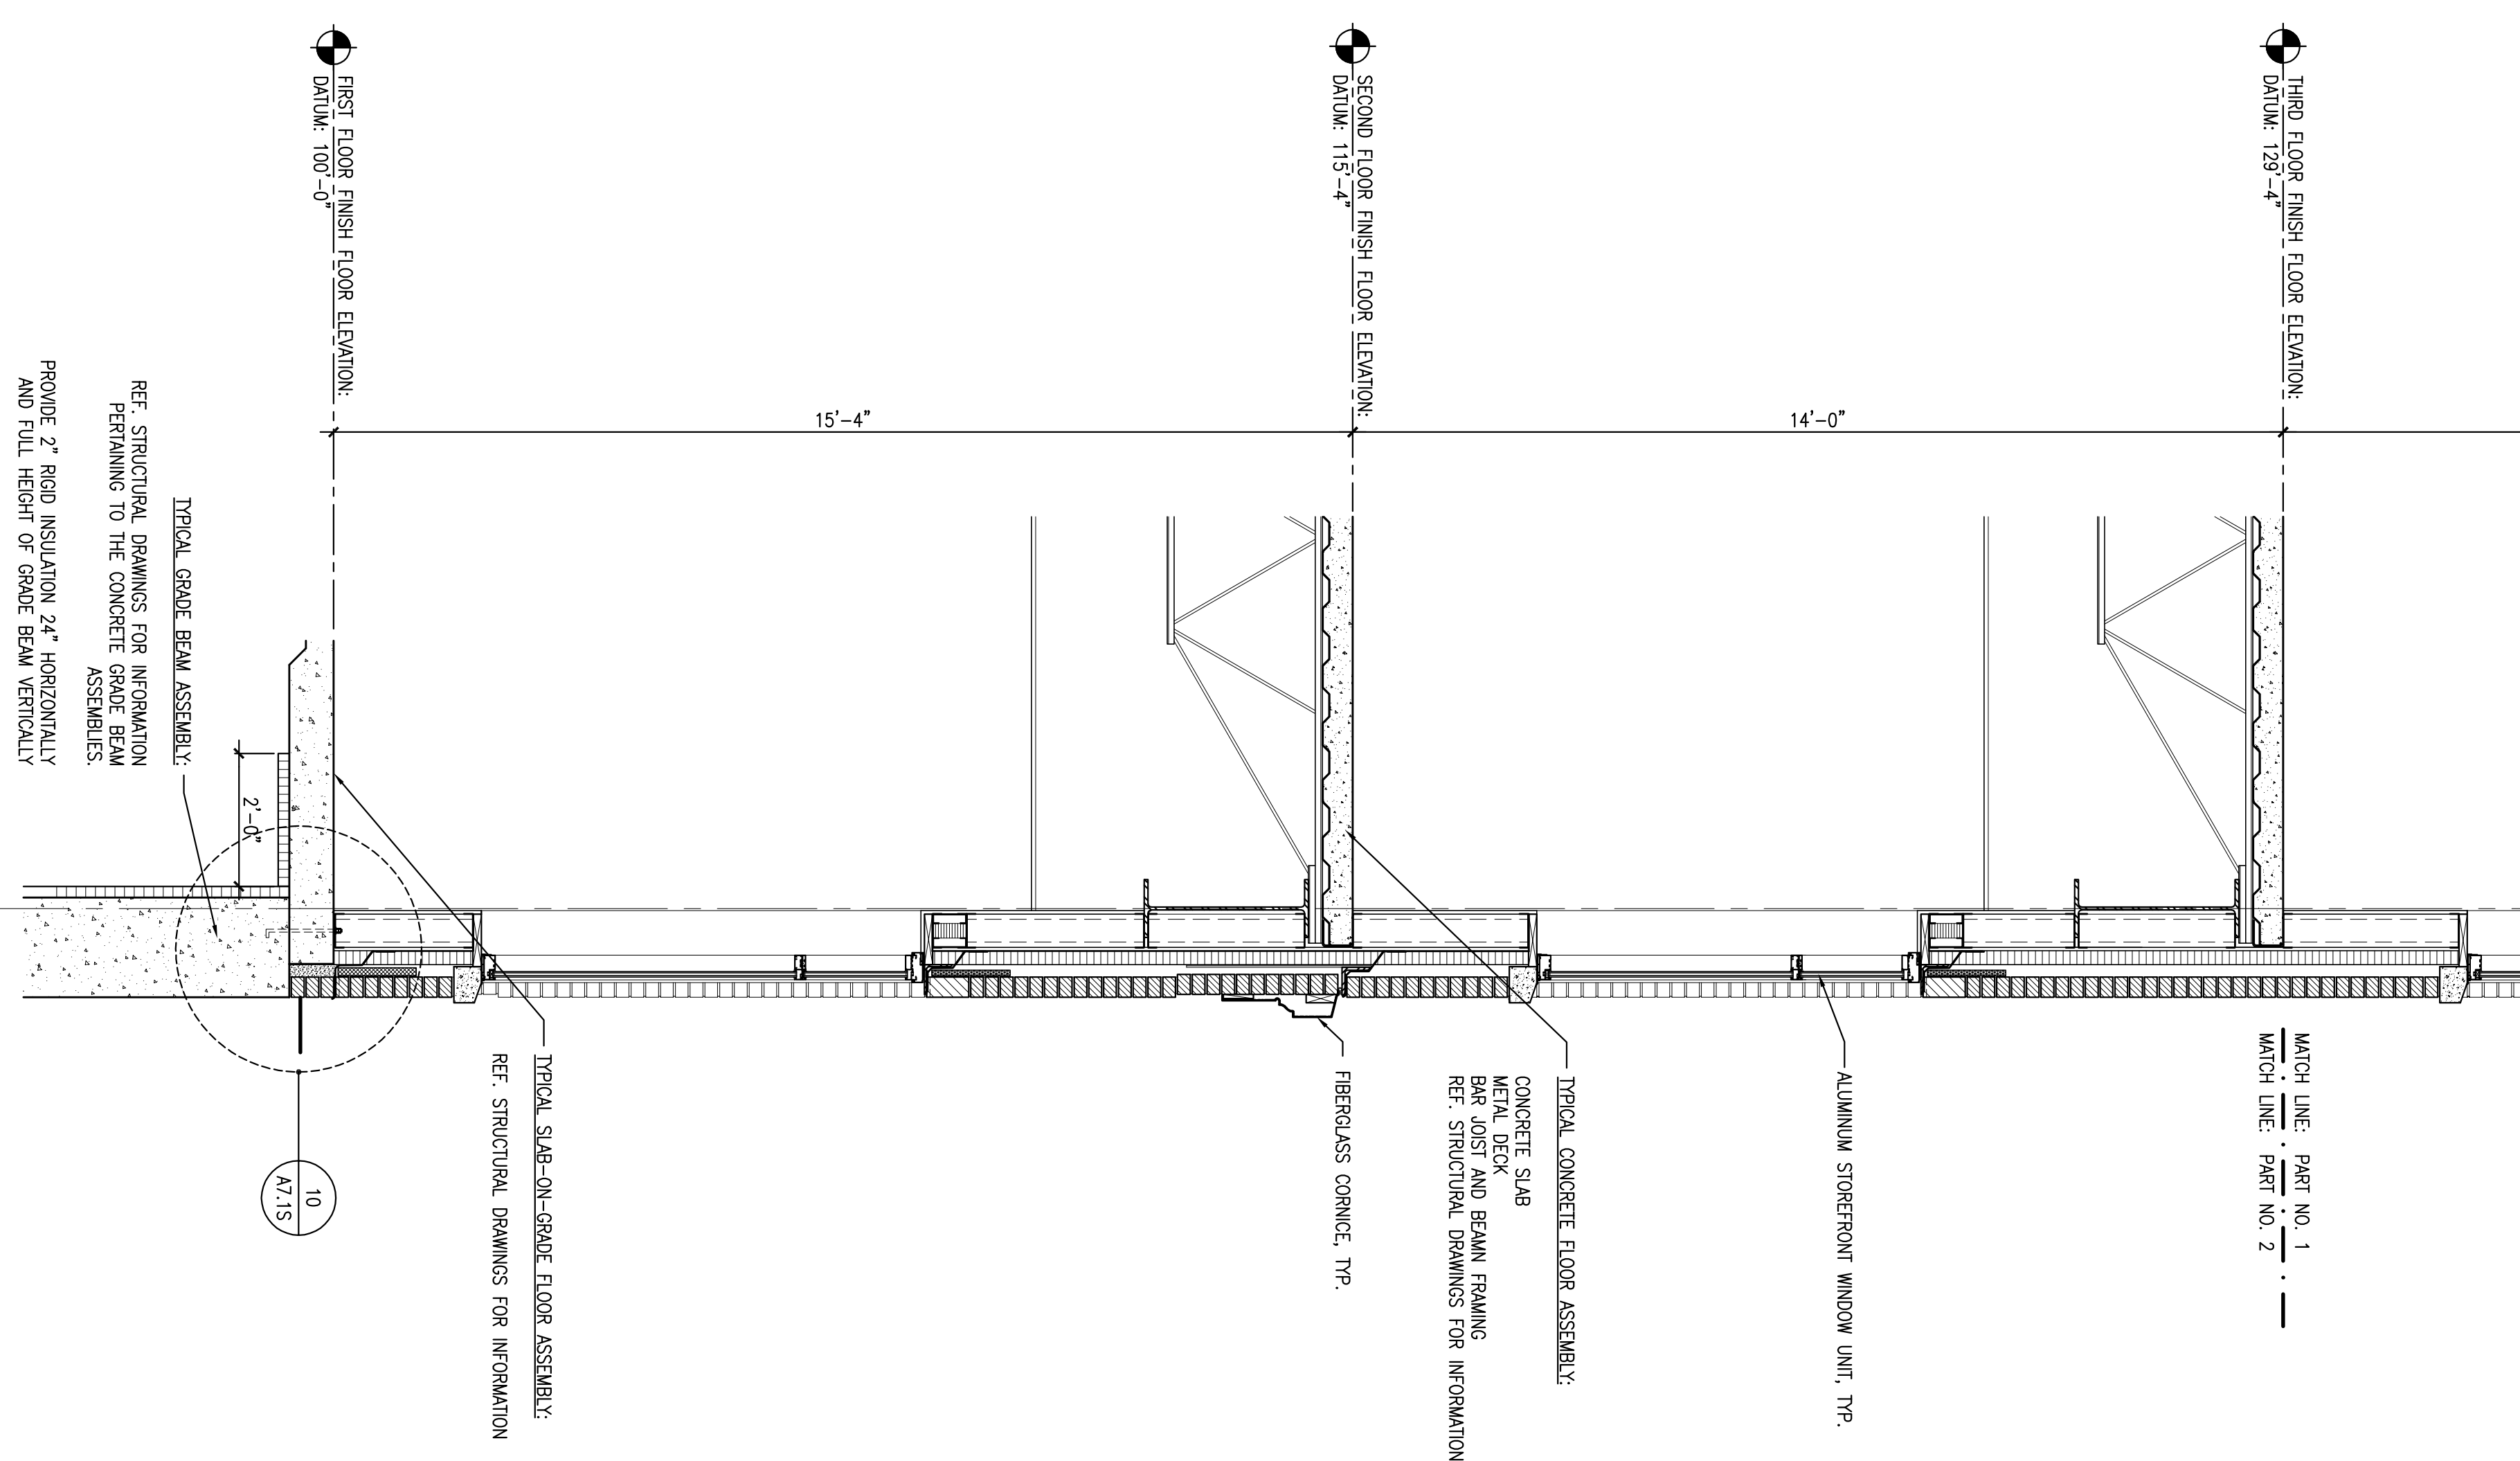 THIRD FLOOR FINISH FLOOR ELEVATION:
DATUM: 129'-4"
MATCH LINE: PART NO. 1
MATCH LINE: PART NO. 2
14'-0"
ALUMINUM STOREFRONT WINDOW UNIT, TYP.
TYPICAL CONCRETE FLOOR ASSEMBLY:
CONCRETE SLAB
METAL DECK
BAR JOIST AND BEAMN FRAMING
REF. STRUCTURAL DRAWINGS FOR INFORMATION
SECOND FLOOR FINISH FLOOR ELEVATION:
DATUM: 115'-4"
FIBERGLASS CORNICE, TYP.
15'-4"
TYPICAL SLAB-ON-GRADE FLOOR ASSEMBLY:
REF. STRUCTURAL DRAWINGS FOR INFORMATION
FIRST FLOOR FINISH FLOOR ELEVATION:
DATUM: 100'-0"
10
A7.1S
2'-0"
TYPICAL GRADE BEAM ASSEMBLY:
REF. STRUCTURAL DRAWINGS FOR INFORMATION
PERTAINING TO THE CONCRETE GRADE BEAM
ASSEMBLIES.
PROVIDE 2" RIGID INSULATION 24" HORIZONTALLY
AND FULL HEIGHT OF GRADE BEAM VERTICALLY